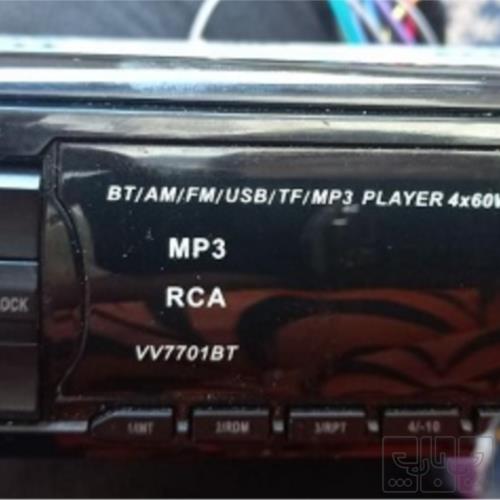 BT/AM/FM/USB/TF/MP3 PLAYER 4x60W
MP3
RCA
OCK
VV7701BT
1/INT 2/RDM 3/RPT 4/-10